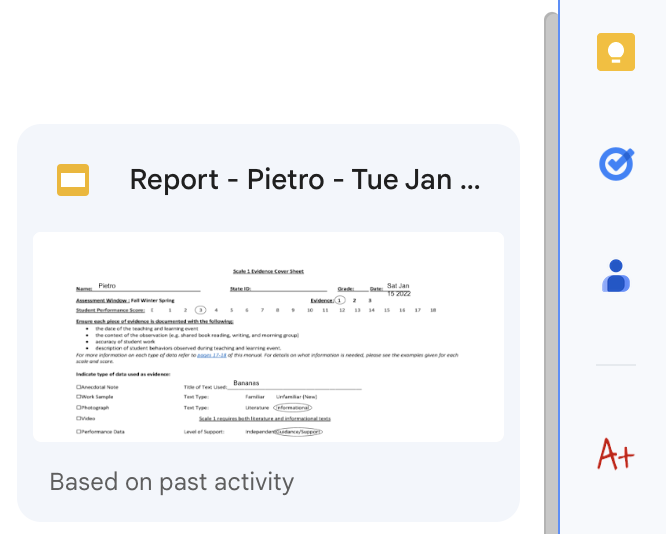 Report - Pietro - Tue Jan ...
Scale 1 Evidence Cover Sheet
Name: Pietro State ID: Grade: Date: Sat Jan
15 2022
Assessment Window: Fall Winter Spring Evidence: 1 2 3
Student Performance Score: 1 2 3 4 5 6 7 8 9 10 11 12 13 14 15 16 17 18
Ensure each piece of evidence is documented with the following:
• the date of the teaching and learning event
• the context of the observation (e.g. shared book reading, writing, and morning group)
• accuracy of student work
• description of student behaviors observed during teaching and learning event.
For more information on each type of data refer to pages 17-18 of this manual. For details on what information is needed, please see the examples given for each
scale and score.
Indicate type of data used as evidence:
☐Anecdotal Note Title of Text Used: Bananas
☐Work Sample Text Type: Familiar Unfamiliar (New)
☐Photograph Text Type: Literature Informational
☐Video Scale 1 requires both literature and informational texts
☐Performance Data Level of Support: Independent Guidance/Support
Based on past activity
A+